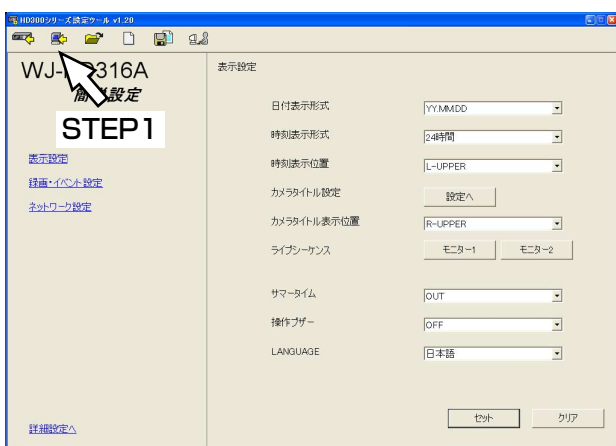 HD300シリーズ設定ツール v1.20
WJ-HD316A
簡単設定
STEP1
表示設定
録画・イベント設定
ネットワーク設定
詳細設定へ
表示設定
日付表示形式 YY.MM.DD
時刻表示形式 24時間
時刻表示位置 L-UPPER
カメラタイトル設定 設定へ
カメラタイトル表示位置 R-UPPER
ライブシーケンス モニター1 モニター2
サマータイム OUT
操作ブザー OFF
LANGUAGE 日本語
セット クリア